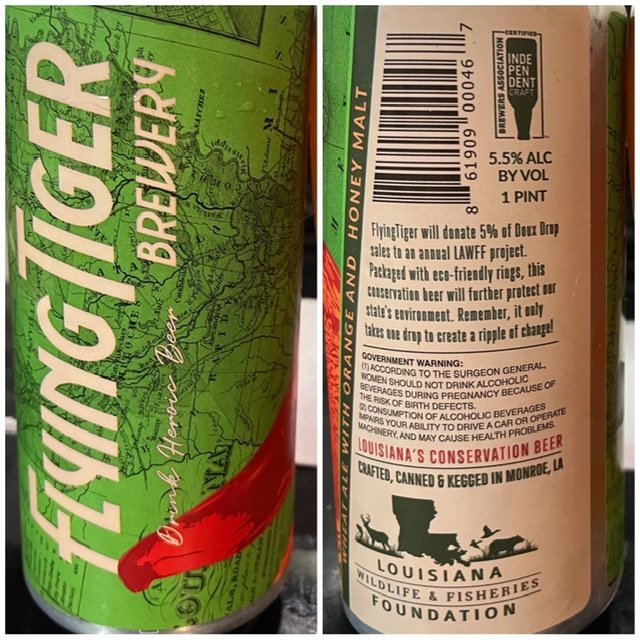 FLYINGTIGER
BREWERY
Drink Heroic Beer
WHEAT ALE WITH ORANGE AND HONEY MALT
8 61909 00046 7
CERTIFIED
BREWERS ASSOCIATION
INDE
PEN
DENT
CRAFT
5.5% ALC
BY VOL
1 PINT
FlyingTiger will donate 5% of Doux Drop
sales to an annual LAWFF project.
Packaged with eco-friendly rings, this
conservation beer will further protect our
state's environment. Remember, it only
takes one drop to create a ripple of change!
GOVERNMENT WARNING:
(1) ACCORDING TO THE SURGEON GENERAL,
WOMEN SHOULD NOT DRINK ALCOHOLIC
BEVERAGES DURING PREGNANCY BECAUSE OF
THE RISK OF BIRTH DEFECTS.
(2) CONSUMPTION OF ALCOHOLIC BEVERAGES
IMPAIRS YOUR ABILITY TO DRIVE A CAR OR OPERATE
MACHINERY, AND MAY CAUSE HEALTH PROBLEMS.
LOUISIANA'S CONSERVATION BEER
CRAFTED, CANNED & KEGGED IN MONROE, LA
LOUISIANA
WILDLIFE & FISHERIES
FOUNDATION